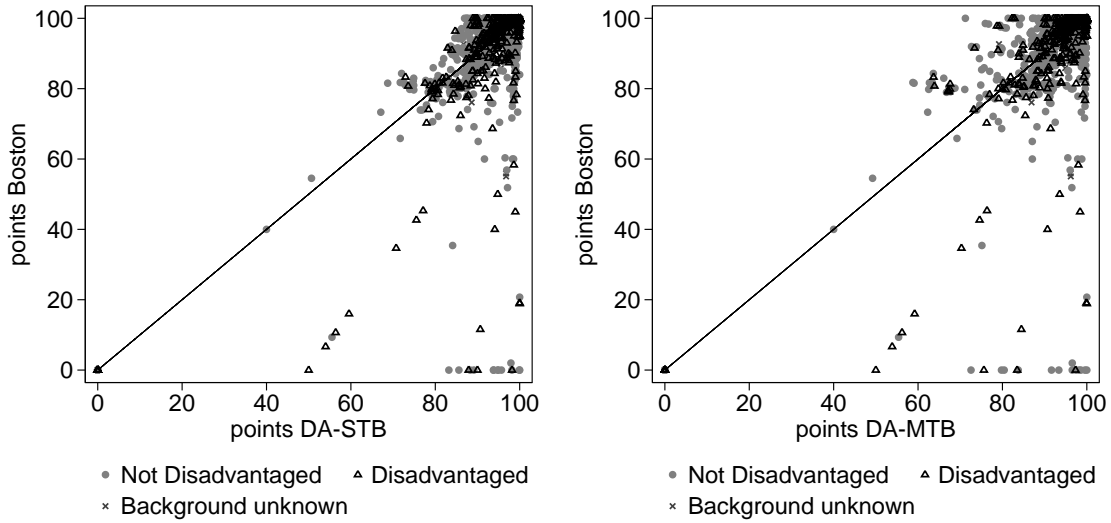 100
80
60
40
20
0
points Boston
0 20 40 60 80 100
points DA-STB
Not Disadvantaged Disadvantaged
Background unknown
100
80
60
40
20
0
points Boston
0 20 40 60 80 100
points DA-MTB
Not Disadvantaged Disadvantaged
Background unknown